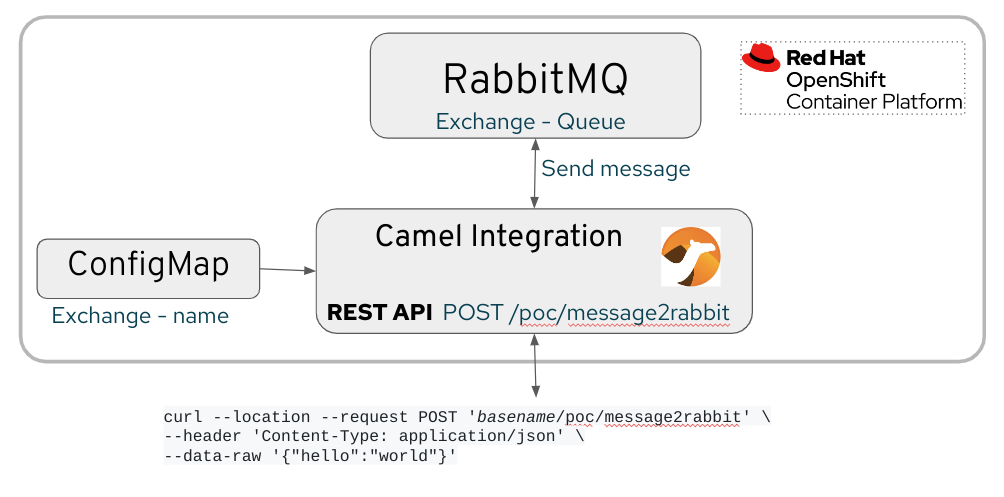 RabbitMQ
Exchange - Queue
Red Hat
OpenShift
Container Platform
Send message
Camel Integration
ConfigMap
Exchange - name
REST API POST /poc/message2rabbit
curl --location --request POST 'basename/poc/message2rabbit' \
--header 'Content-Type: application/json' \
--data-raw '{"hello":"world"}'